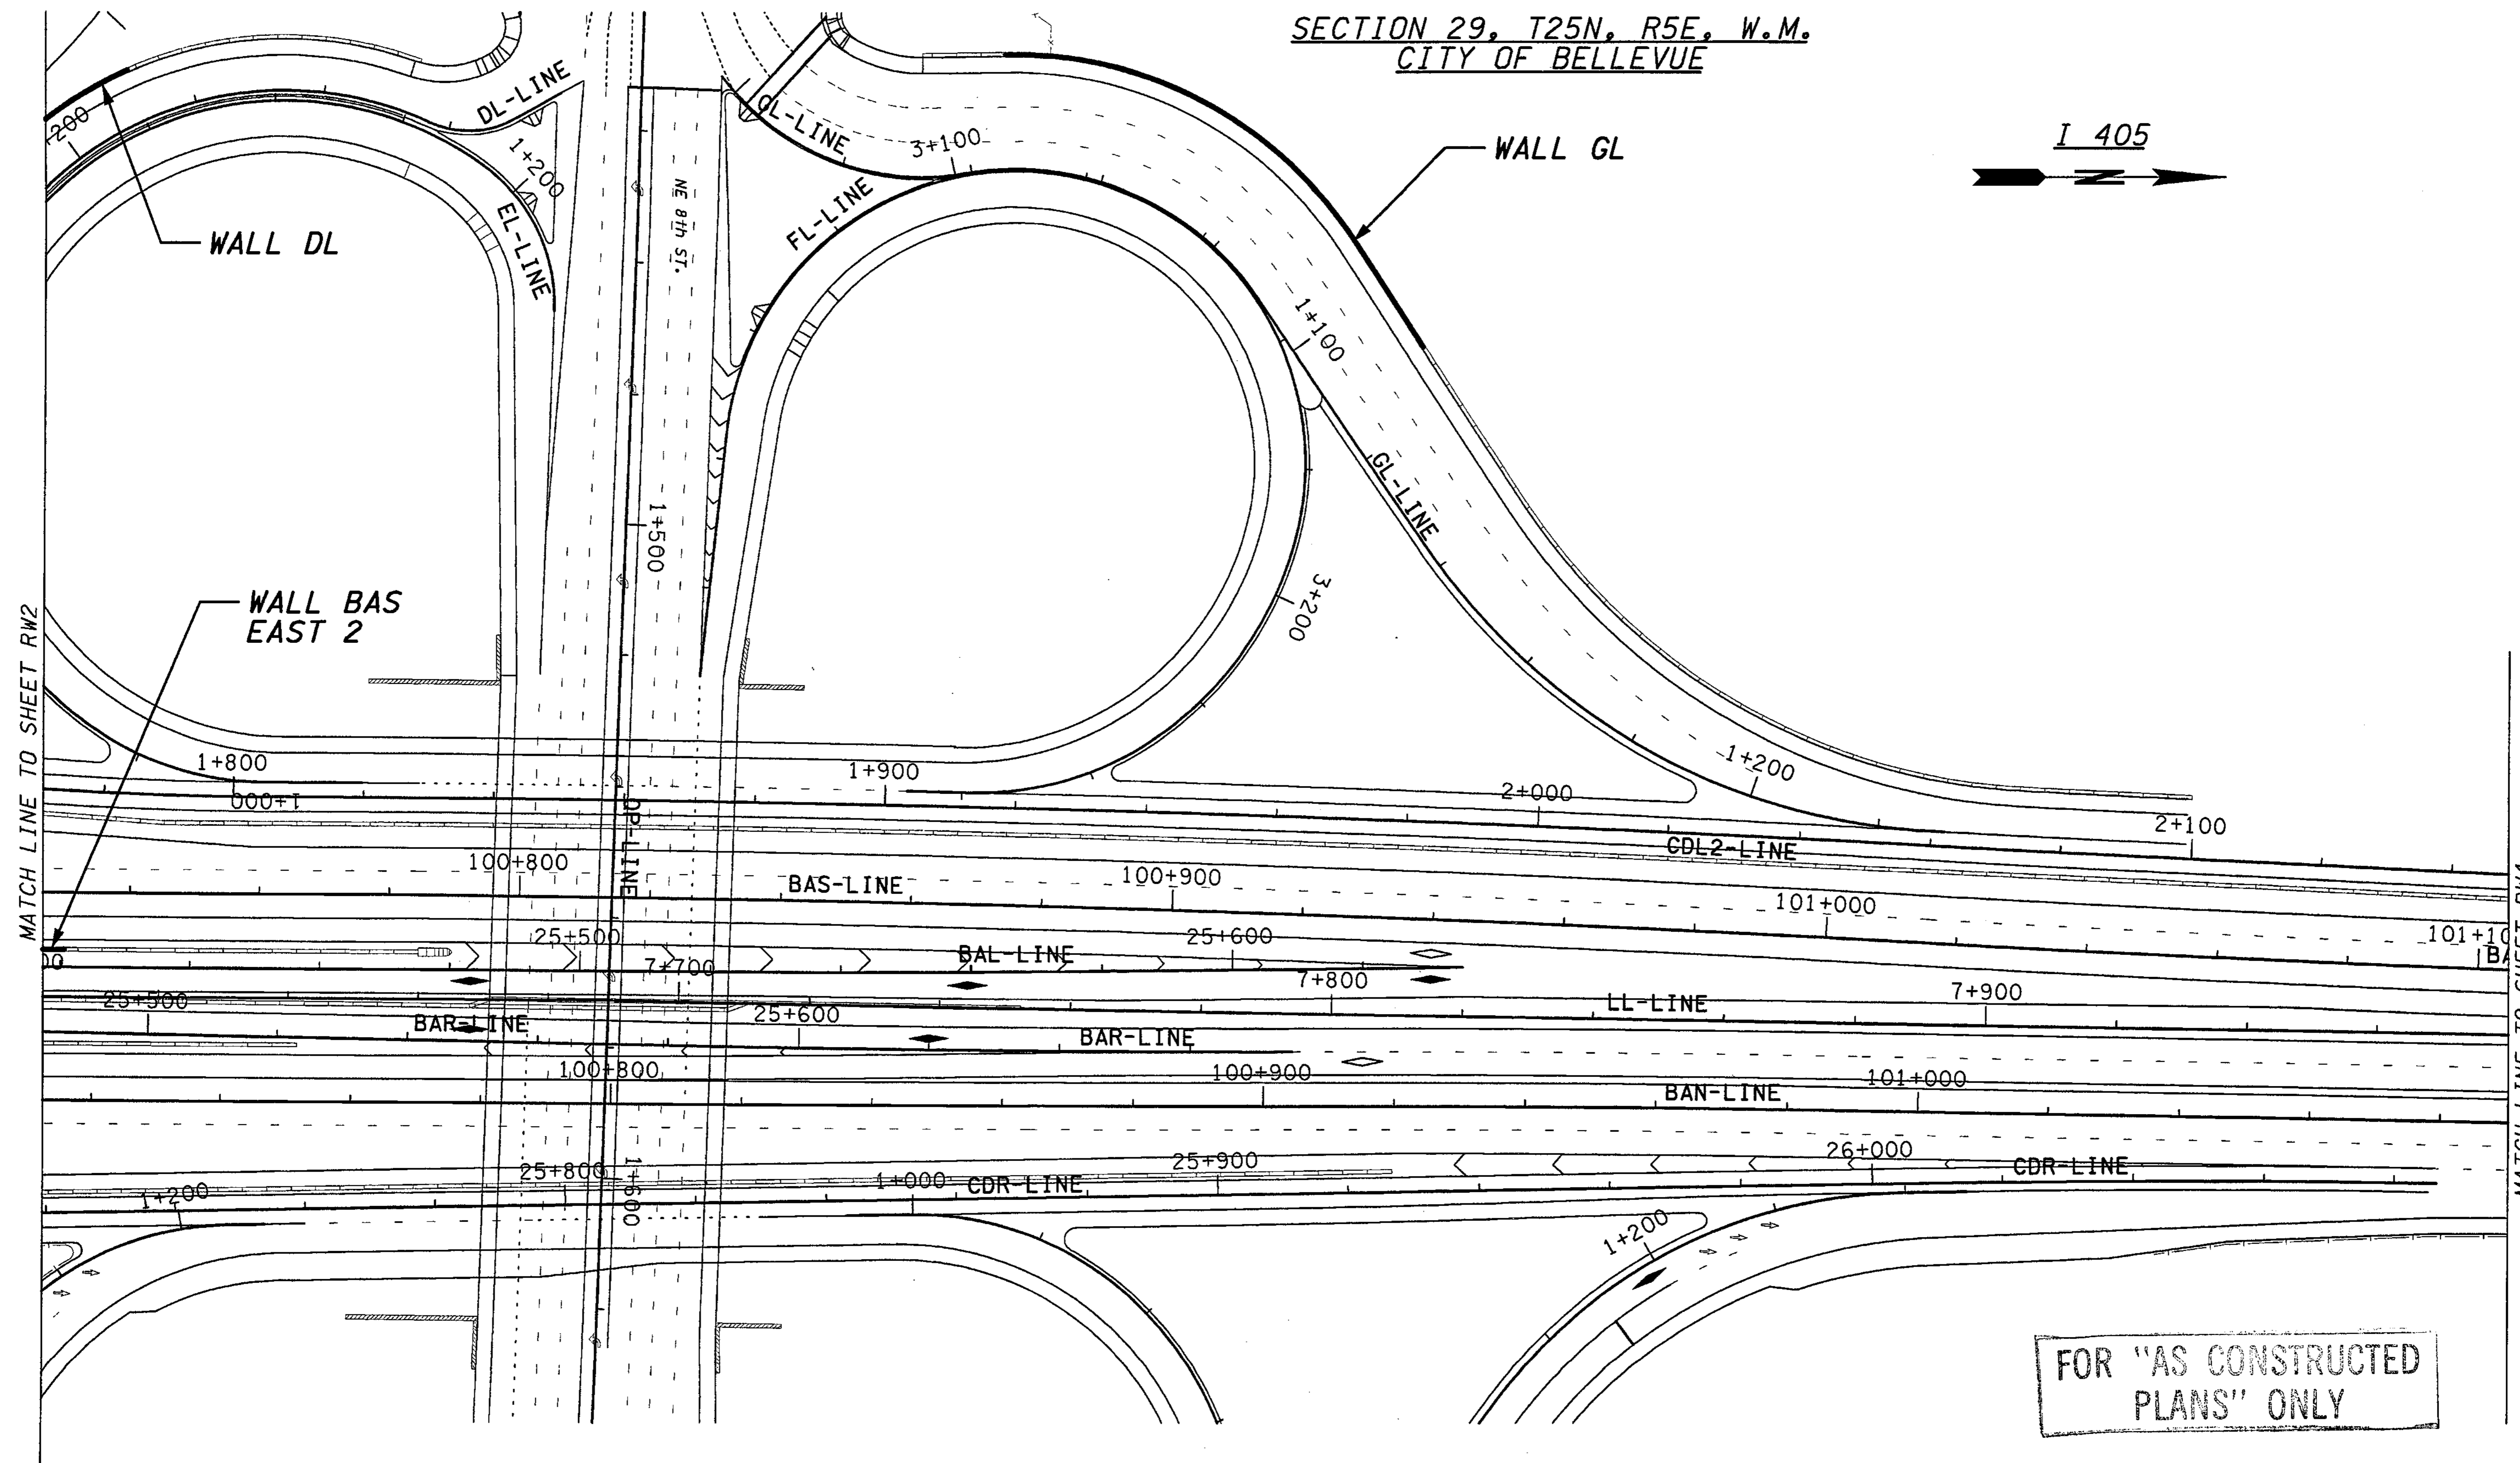 SECTION 29, T25N, R5E, W.M.
CITY OF BELLEVUE
I 405
N
WALL GL
WALL DL
WALL BAS
EAST 2
MATCH LINE TO SHEET RW2
DL-LINE
1+200
EL-LINE
NE 8th ST.
3+100
FL-LINE
1+100
GL-LINE
3+200
1+500
1+200
1+800
1+000
1+900
2+000
2+100
CDL2-LINE
100+800
BAS-LINE
100+900
101+000
25+500
7+700
BAL-LINE
25+600
7+800
LL-LINE
7+900
25+500
BAR-LINE
25+600
BAR-LINE
100+800
100+900
BAN-LINE
101+000
25+800
1+600
25+900
26+000
CDR-LINE
1+200
1+000
CDR-LINE
1+200
FOR "AS CONSTRUCTED
PLANS" ONLY